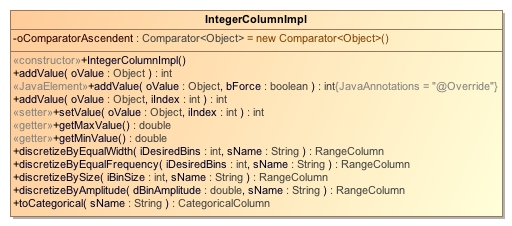 IntegerColumnImpl
-oComparatorAscendent : Comparator<Object> = new Comparator<Object>()
«constructor»+IntegerColumnImpl()
+addValue( oValue : Object ) : int
«JavaElement»+addValue( oValue : Object, bForce : boolean ) : int{JavaAnnotations = "@Override"}
+addValue( oValue : Object, iIndex : int ) : int
«setter»+setValue( oValue : Object, iIndex : int ) : int
«getter»+getMaxValue() : double
«getter»+getMinValue() : double
+discretizeByEqualWidth( iDesiredBins : int, sName : String ) : RangeColumn
+discretizeByEqualFrequency( iDesiredBins : int, sName : String ) : RangeColumn
+discretizeBySize( iBinSize : int, sName : String ) : RangeColumn
+discretizeByAmplitude( dBinAmplitude : double, sName : String ) : RangeColumn
+toCategorical( sName : String ) : CategoricalColumn